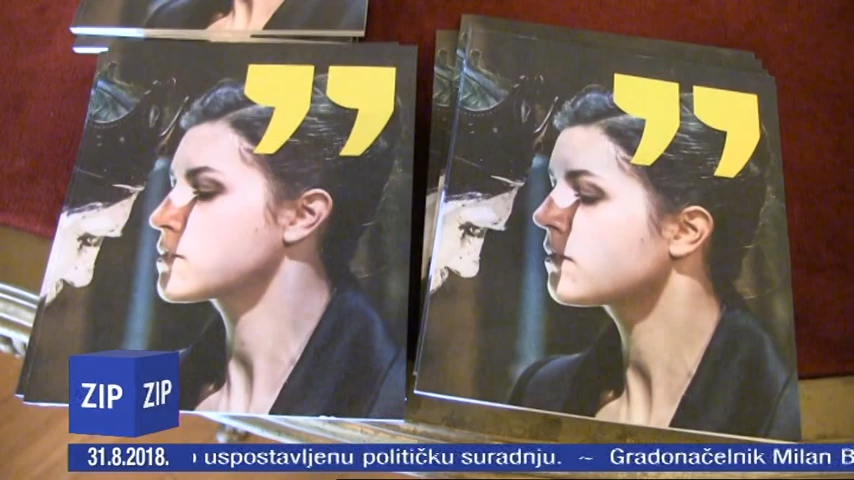 ”
”
ZIP ZIP
31.8.2018. uspostavljenu političku suradnju. ~ Gradonačelnik Milan